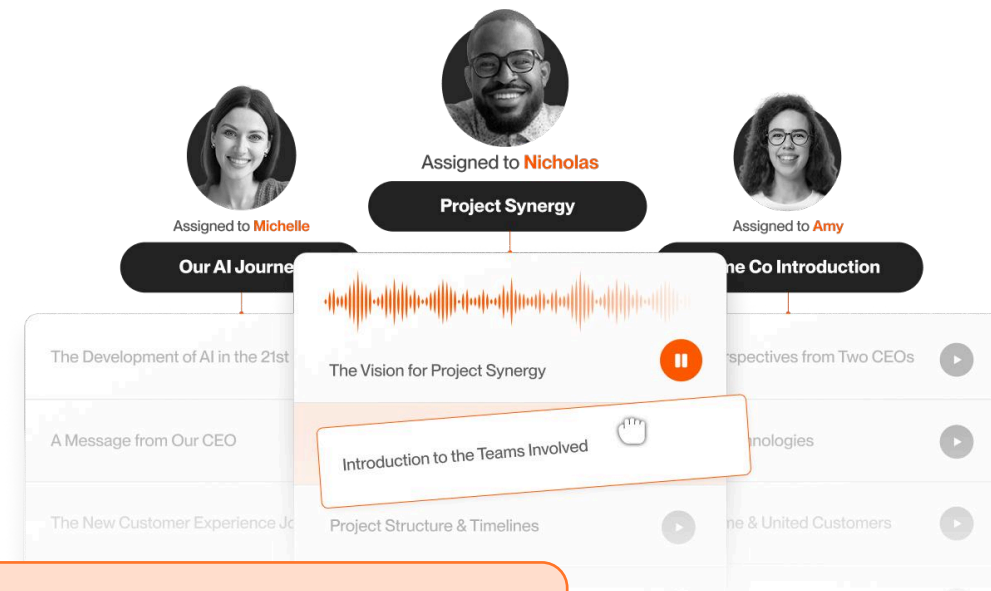 Assigned to Nicholas
Project Synergy
Assigned to Michelle
Our AI Journe
Assigned to Amy
ne Co Introduction
The Vision for Project Synergy
Introduction to the Teams Involved
Project Structure & Timelines
The Development of AI in the 21st
A Message from Our CEO
The New Customer Experience Jo
rspectives from Two CEOs
nologies
ne & United Customers